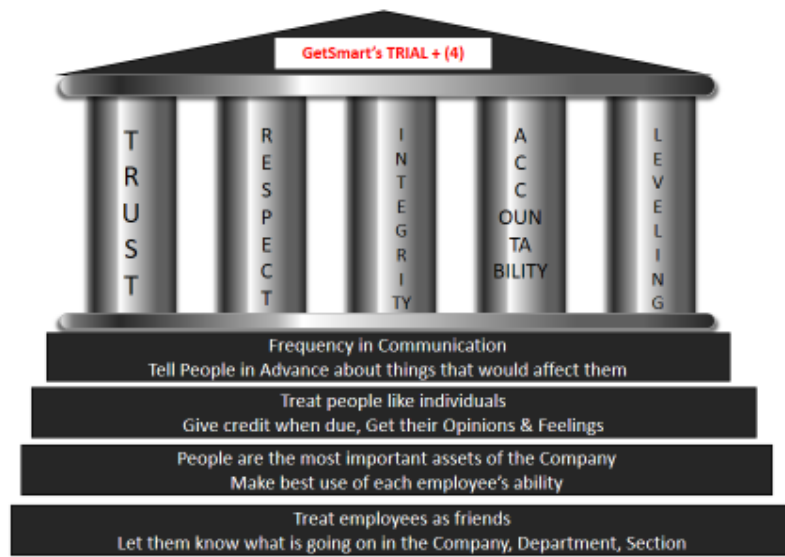 GetSmart's TRIAL + (4)
TRUST
RESPECT
INTEGRITY
ACCOUNTABILITY
LEVELING
Frequency in Communication
Tell People in Advance about things that would affect them
Treat people like individuals
Give credit when due, Get their Opinions & Feelings
People are the most important assets of the Company
Make best use of each employee's ability
Treat employees as friends
Let them know what is going on in the Company, Department, Section